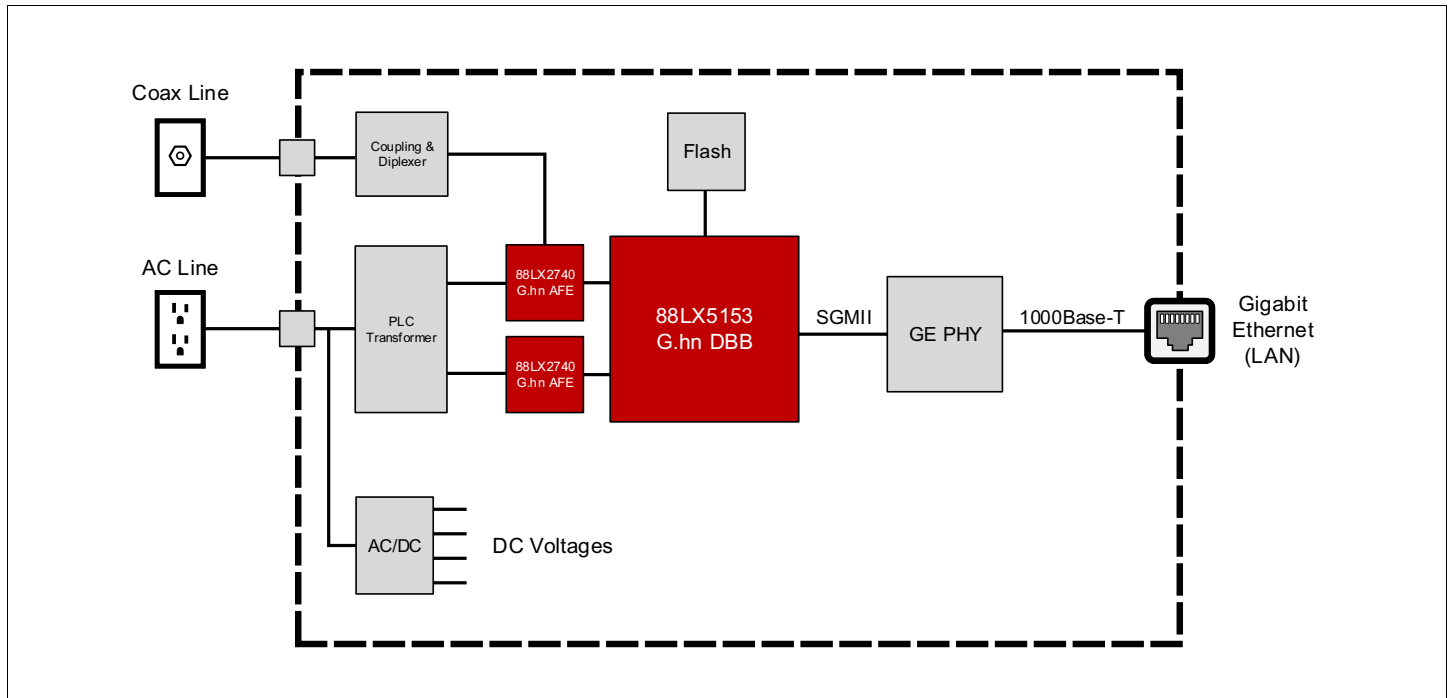 Coax Line
Coupling &
Diplexer
Flash
AC Line
PLC
Transformer
88LX2740
G.hn AFE
88LX2740
G.hn AFE
88LX5153
G.hn DBB
SGMII
GE PHY
1000Base-T
Gigabit
Ethernet
(LAN)
AC/DC
DC Voltages